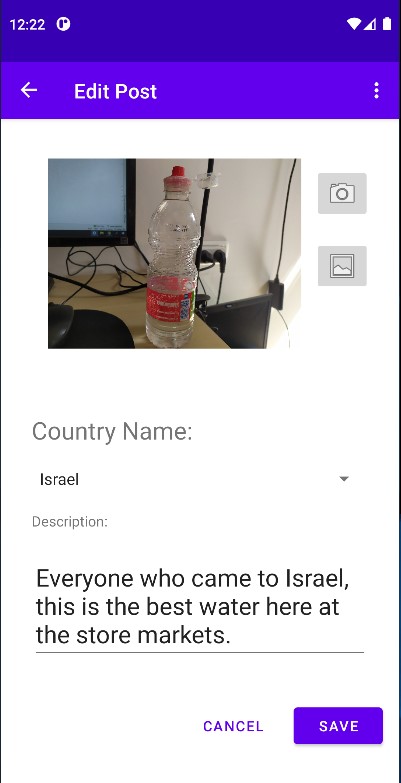 12:22
Edit Post
Country Name:
Israel
Description:
Everyone who came to Israel,
this is the best water here at
the store markets.
CANCEL
SAVE